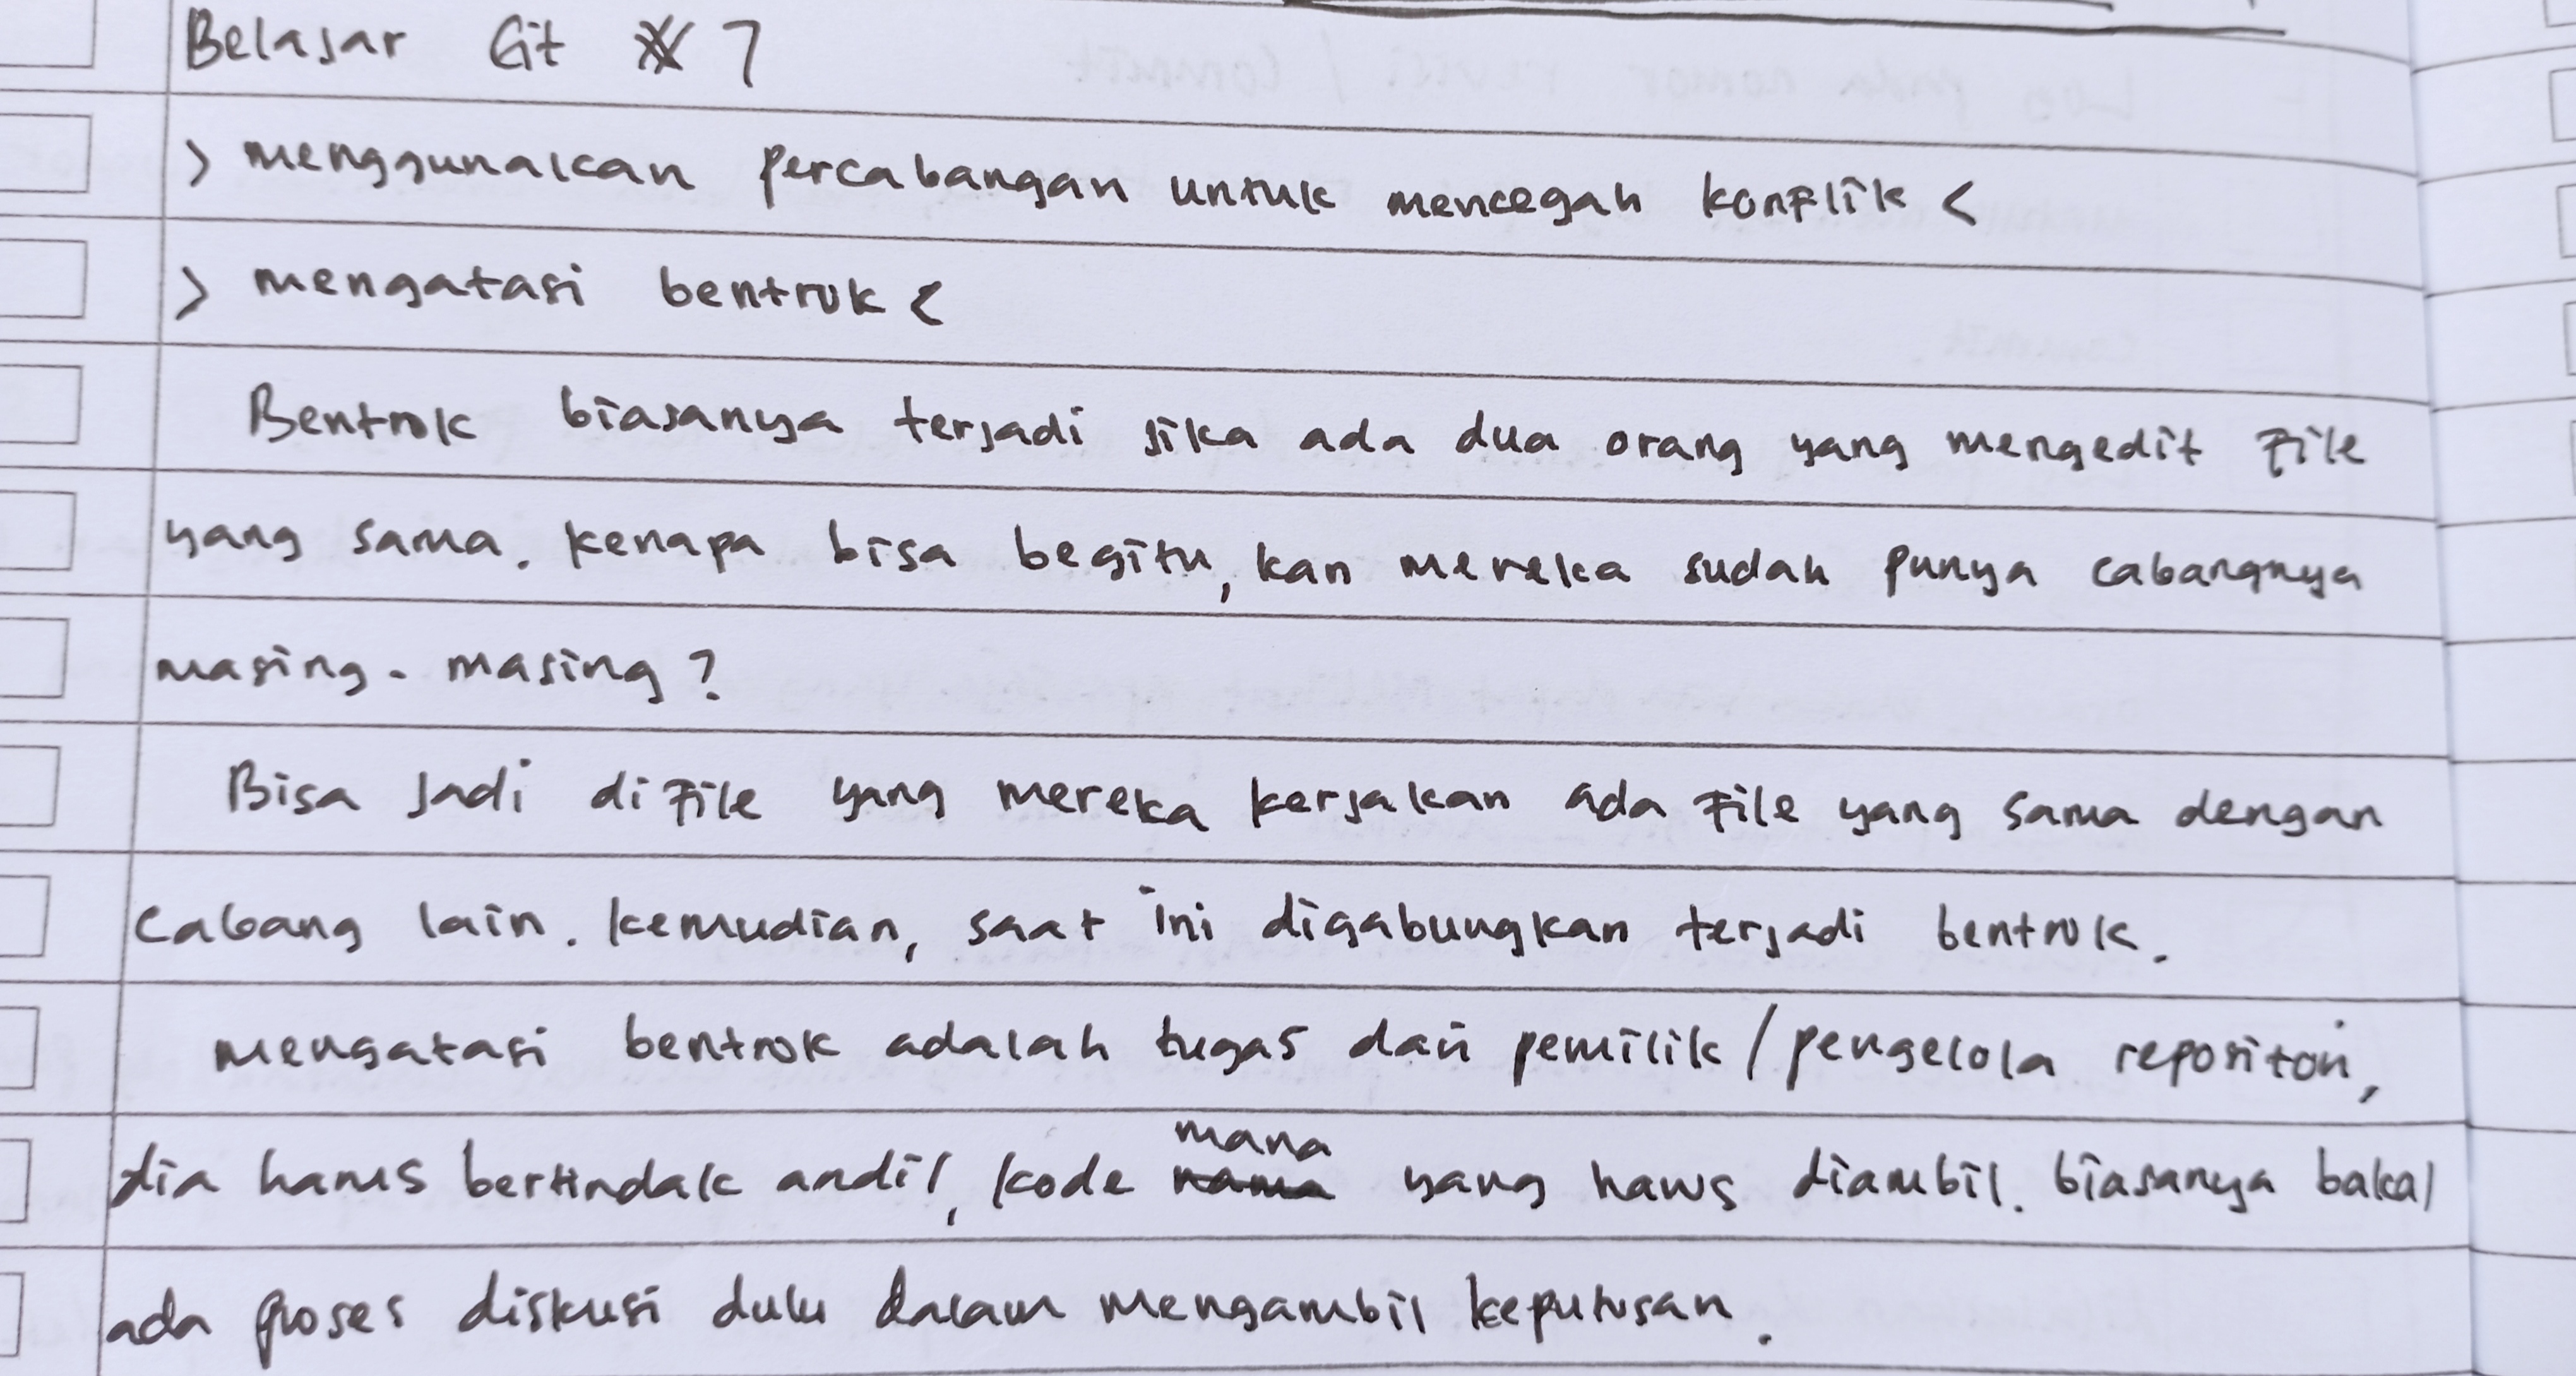 Belajar Git # 7
> menggunakan percabangan untuk mencegah konflik <
> mengatasi bentrok <
Bentrok biasanya terjadi jika ada dua orang yang mengedit file
yang sama. kenapa bisa begitu, kan mereka sudah punya cabangnya
masing-masing?
Bisa jadi di file yang mereka kerjakan ada file yang sama dengan
cabang lain. kemudian, saat ini digabungkan terjadi bentrok.
mengatasi bentrok adalah tugas dari pemilik/pengelola repositori,
dia harus bertindak andil, kode mana yang harus diambil. biasanya bakal
ada proses diskusi dulu dalam mengambil keputusan.